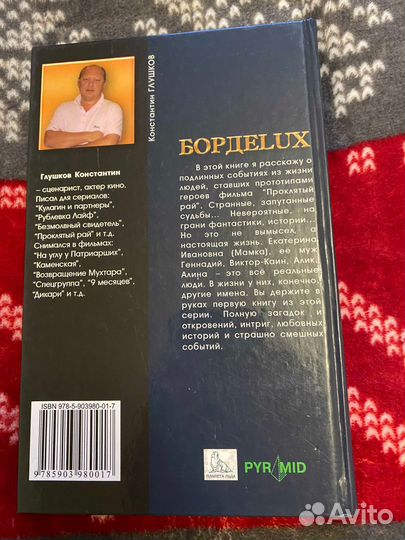 Константин ГЛУШКОВ
Глушков Константин
– сценарист, актер кино.
Писал для сериалов:
"Кулагин и партнеры",
"Рублевка Лайф",
"Безмолвный свидетель",
"Проклятый рай" и т.д.
Снимался в фильмах:
"На углу у Патриарших",
"Каменская",
"Возвращение Мухтара",
"Спецгруппа", "9 месяцев",
"Дикари" и т.д.
БОРДЕLUX
В этой книге я расскажу о
подлинных событиях из жизни
людей, ставших прототипами
героев фильма "Проклятый
рай". Странные, запутанные
судьбы... Невероятные, на
грани фантастики, истории...
Но это не вымысел, а
настоящая жизнь. Екатерина
Ивановна (Мамка), её муж
Геннадий, Виктор-Каин, Алик,
Алина – это всё реальные
люди. В жизни у них, конечно,
другие имена. Вы держите в
руках первую книгу из этой
серии. Полную загадок и
откровений, интриг, любовных
историй и страшно смешных
событий.
ISBN 978-5-903980-01-7
9785903980017
ПЛАНЕТА ЛЬВА
PYRAMID
Avito